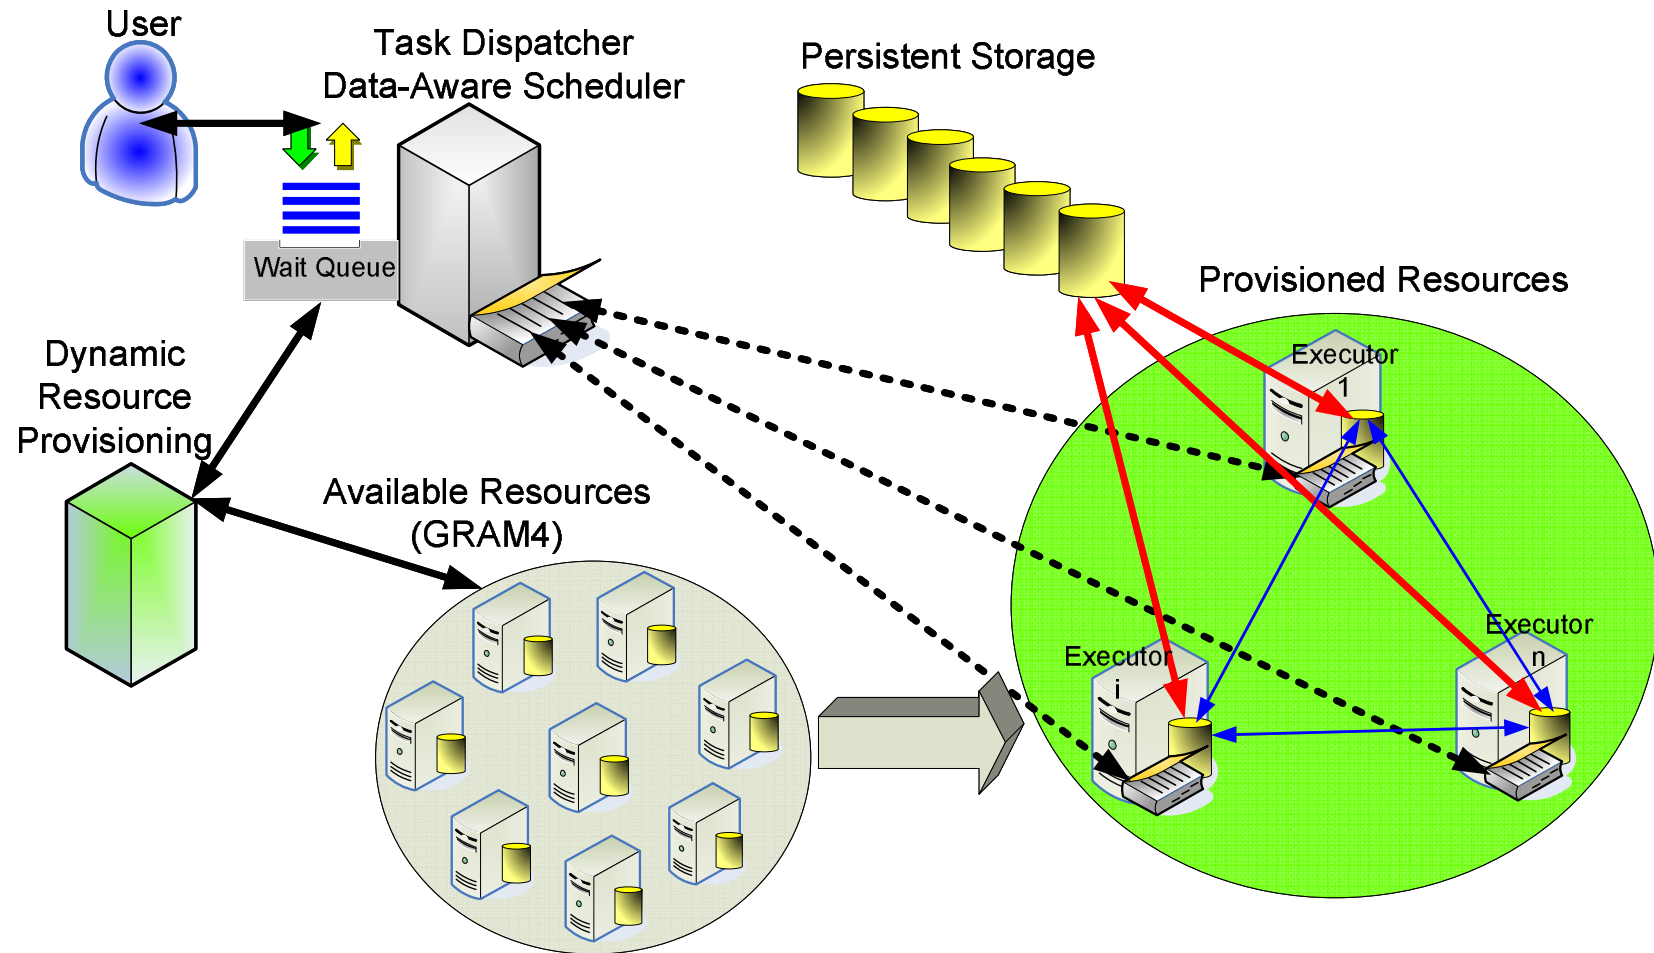 User
Task Dispatcher
Data-Aware Scheduler
Persistent Storage
Wait Queue
Provisioned Resources
Dynamic
Resource
Provisioning
Executor
1
Available Resources
(GRAM4)
Executor
i
Executor
n